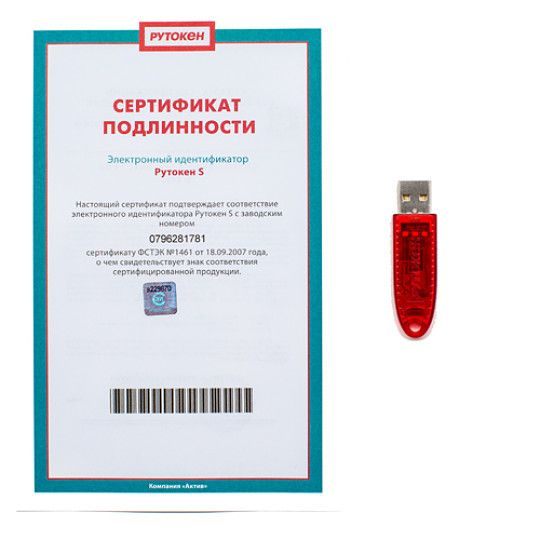 РУТОКЕН
СЕРТИФИКАТ
ПОДЛИННОСТИ
Электронный идентификатор
Рутокен S
Настоящий сертификат подтверждает соответствие
электронного идентификатора Рутокен S с заводским
номером
0796281781
сертификату ФСТЭК №1461 от 18.09.2007 года,
о чем свидетельствует знак соответствия
сертифицированной продукции.
Компания «Актив»